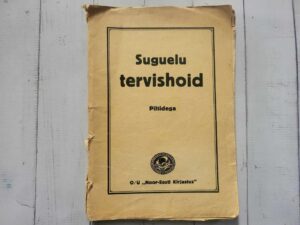 Suguelu
tervishoid
Piltidega
O/Ü „Noor-Eesti Kirjastus"